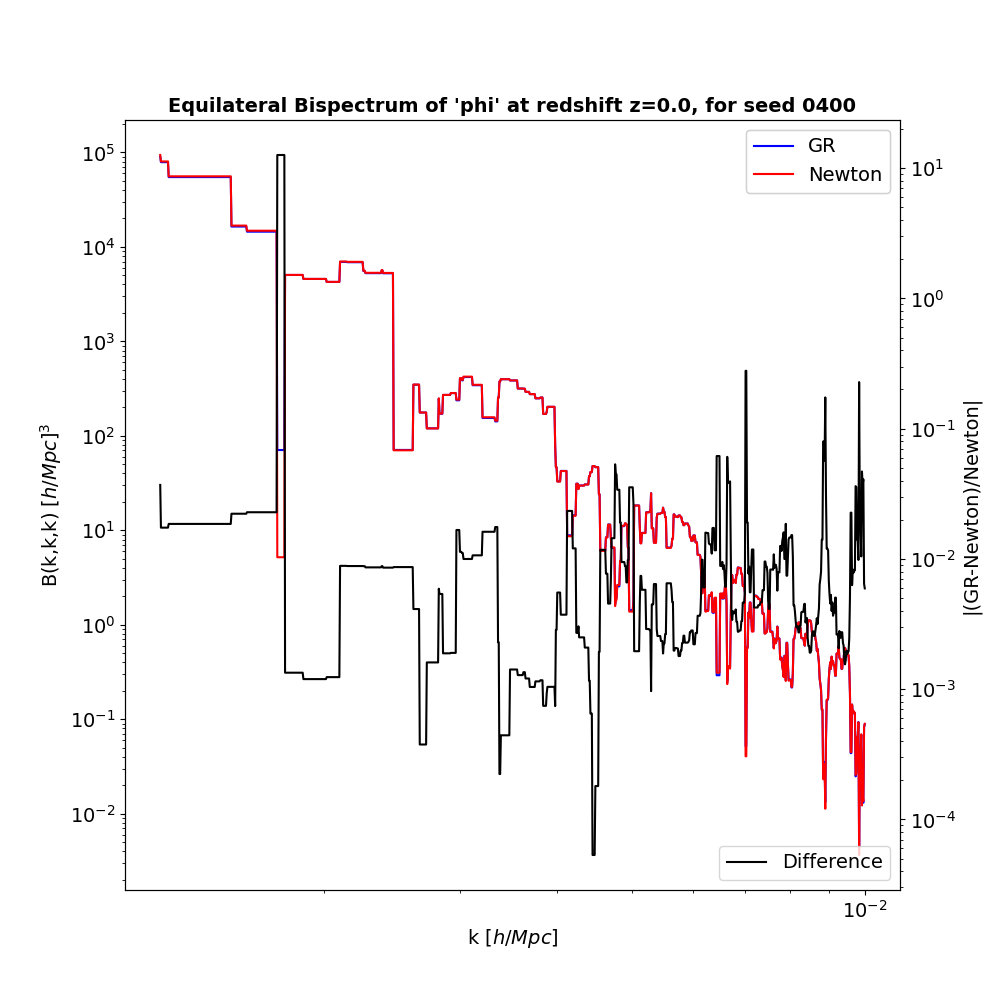 Equilateral Bispectrum of 'phi' at redshift z=0.0, for seed 0400
GR
Newton
10^5
10^4
10^3
10^2
10^1
10^0
10^-1
10^-2
B(k,k,k) [h/Mpc]^3
10^1
10^0
10^-1
10^-2
10^-3
10^-4
|(GR-Newton)/Newton|
Difference
10^-2
k [h/Mpc]